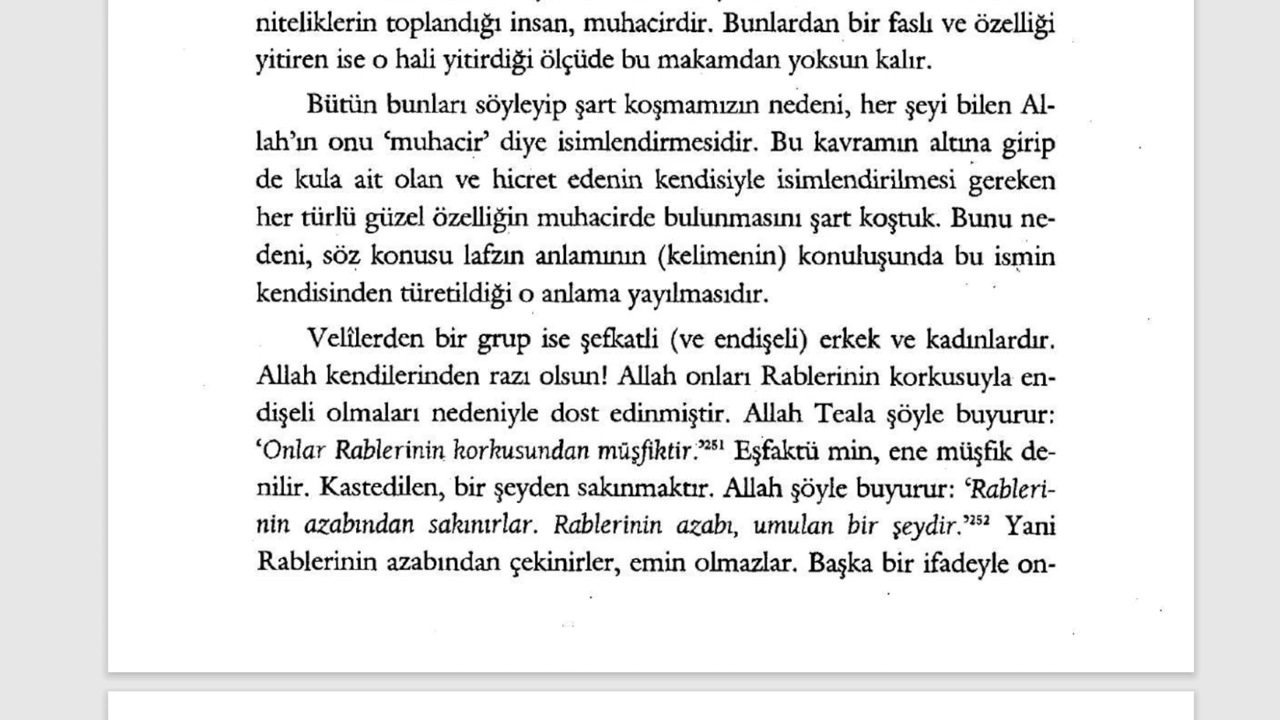 niteliklerin toplandığı insan, muhacirdir. Bunlardan bir faslı ve özelliği
yitiren ise o hali yitirdiği ölçüde bu makamdan yoksun kalır.
Bütün bunları söyleyip şart koşmamızın nedeni, her şeyi bilen Al-
lah’ın onu ‘muhacir’ diye isimlendirmesidir. Bu kavramın altına girip
de kula ait olan ve hicret edenin kendisiyle isimlendirilmesi gereken
her türlü güzel özelliğin muhacirde bulunmasını şart koştuk. Bunu ne-
deni, söz konusu lafzın anlamının (kelimenin) konuluşunda bu ismin
kendisinden türetildiği o anlama yayılmasıdır.
Velîlerden bir grup ise şefkatli (ve endişeli) erkek ve kadınlardır.
Allah kendilerinden razı olsun! Allah onları Rablerinin korkusuyla en-
dişeli olmaları nedeniyle dost edinmiştir. Allah Teala şöyle buyurur:
‘Onlar Rablerinin korkusundan müşfiktir.’²⁵¹ Eşfaktü min, ene müşfik de-
nilir. Kastedilen, bir şeyden sakınmaktır. Allah şöyle buyurur: ‘Rableri-
nin azabından sakınırlar. Rablerinin azabı, umulan bir şeydir.’²⁵² Yani
Rablerinin azabından çekinirler, emin olmazlar. Başka bir ifadeyle on-